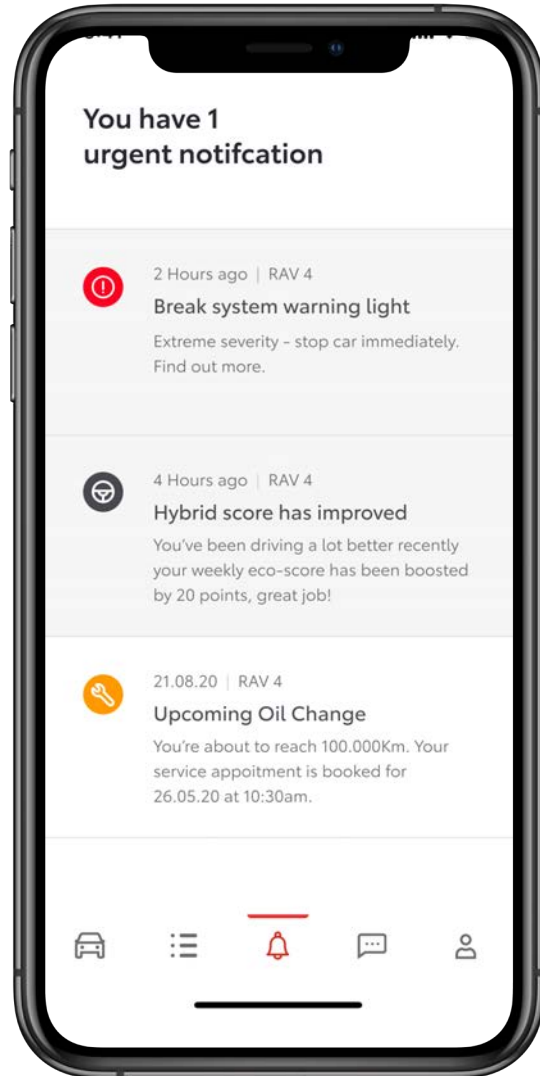 You have 1
urgent notifcation
2 Hours ago | RAV 4
Break system warning light
Extreme severity - stop car immediately.
Find out more.
4 Hours ago | RAV 4
Hybrid score has improved
You've been driving a lot better recently
your weekly eco-score has been boosted
by 20 points, great job!
21.08.20 | RAV 4
Upcoming Oil Change
You're about to reach 100.000Km. Your
service appoitment is booked for
26.05.20 at 10:30am.